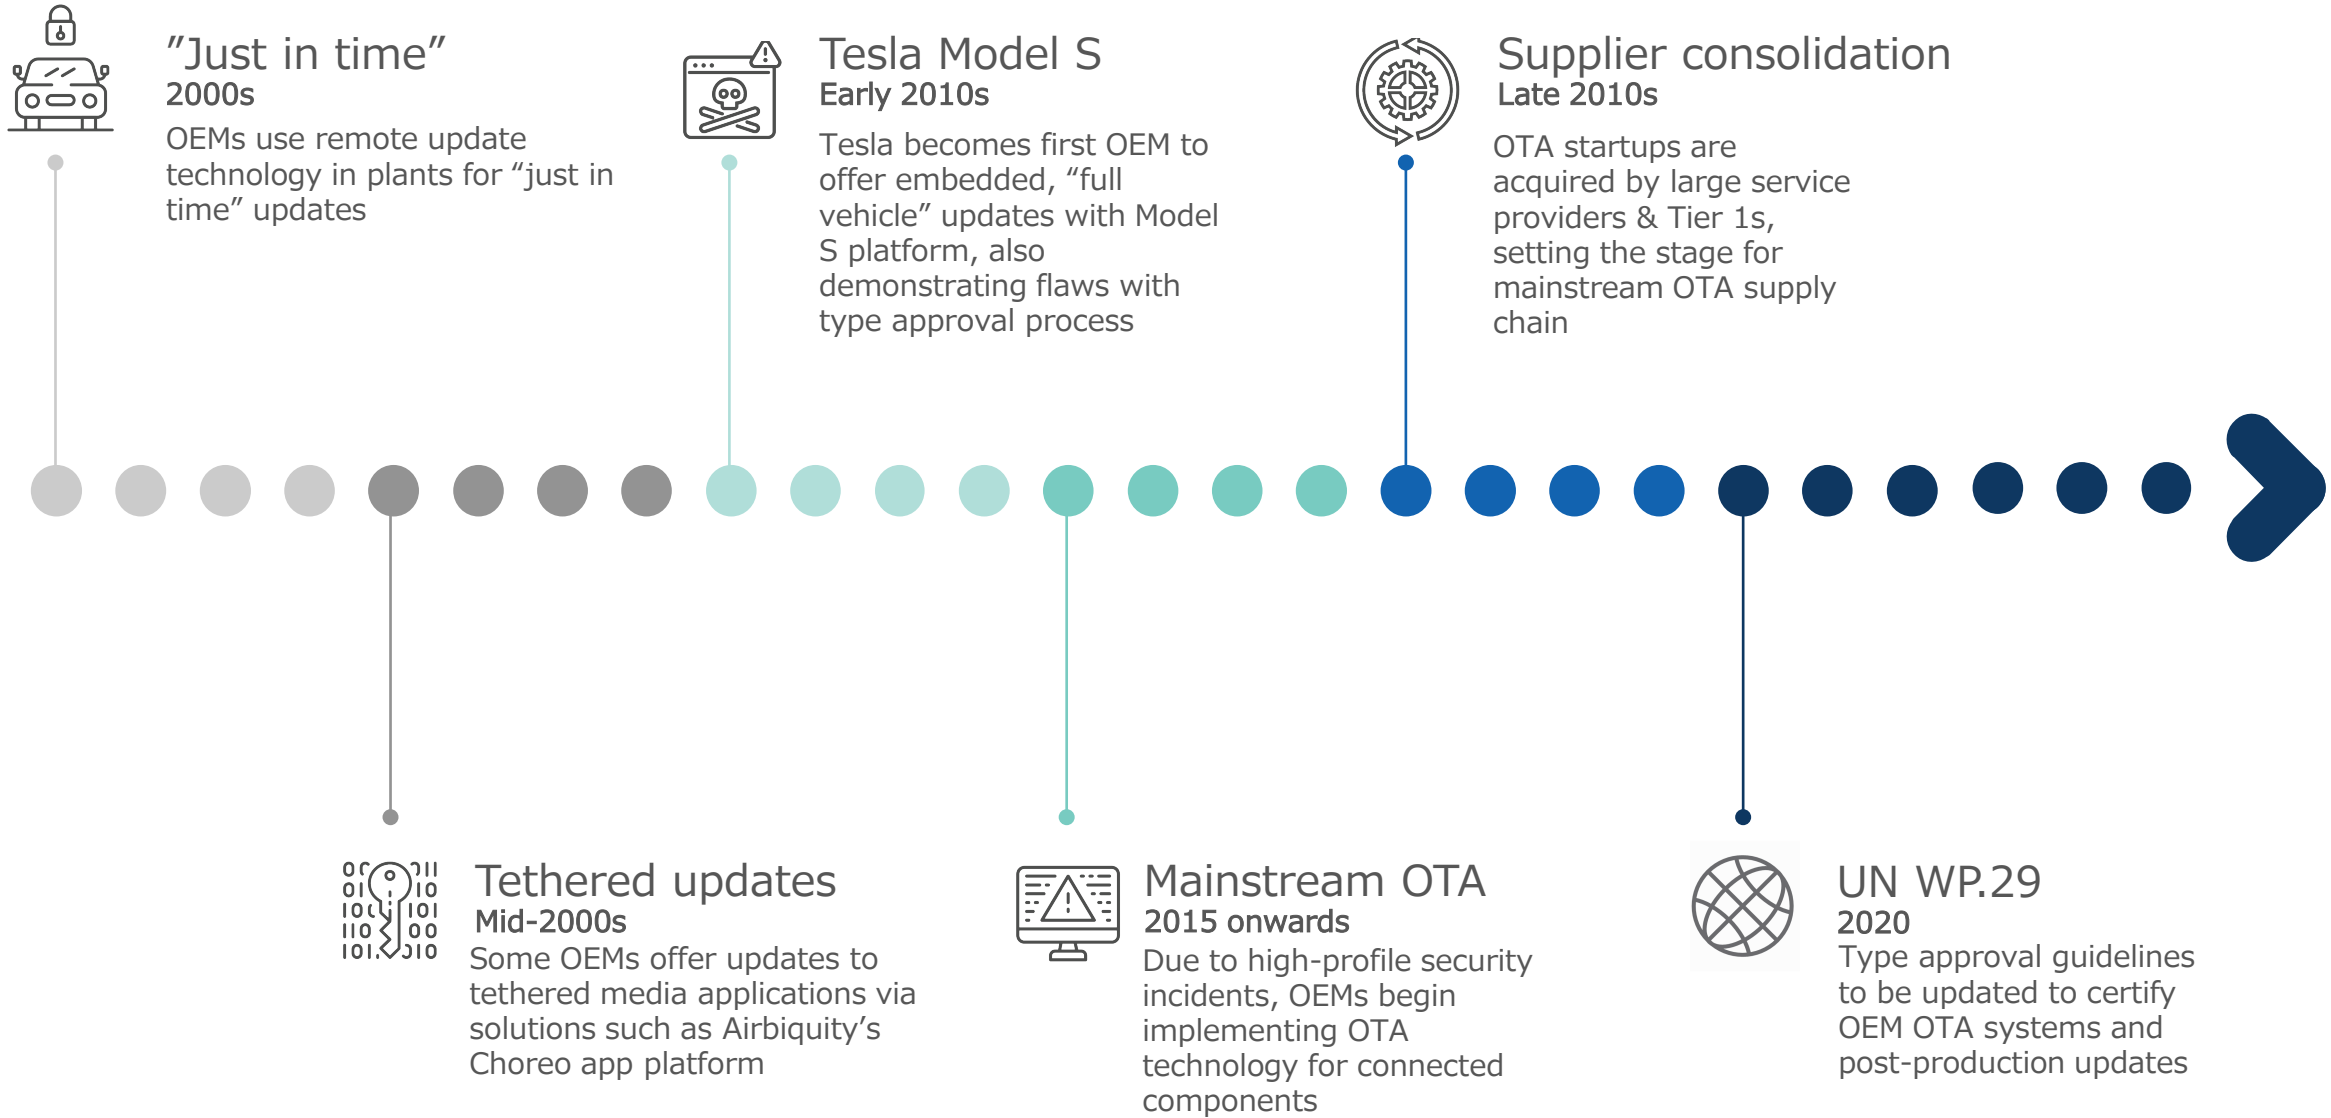 ”Just in time”
2000s
OEMs use remote update
technology in plants for “just in
time” updates
Tesla Model S
Early 2010s
Tesla becomes first OEM to
offer embedded, “full
vehicle” updates with Model
S platform, also
demonstrating flaws with
type approval process
Supplier consolidation
Late 2010s
OTA startups are
acquired by large service
providers & Tier 1s,
setting the stage for
mainstream OTA supply
chain
Tethered updates
Mid-2000s
Some OEMs offer updates to
tethered media applications via
solutions such as Airbiquity’s
Choreo app platform
Mainstream OTA
2015 onwards
Due to high-profile security
incidents, OEMs begin
implementing OTA
technology for connected
components
UN WP.29
2020
Type approval guidelines
to be updated to certify
OEM OTA systems and
post-production updates